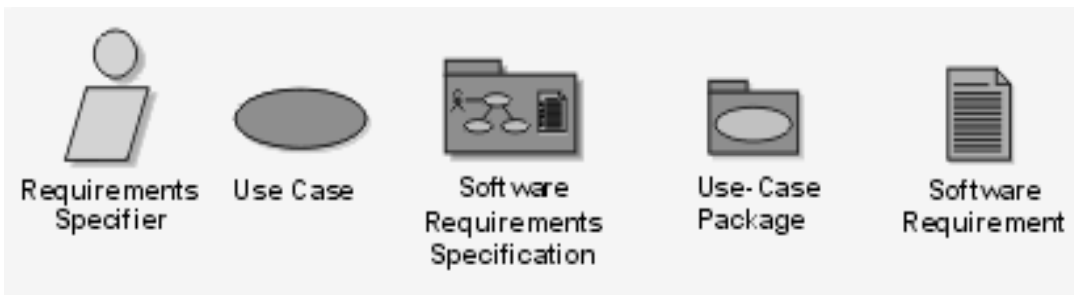 Requirements
Specifier
Use Case
Software
Requirements
Specification
Use-Case
Package
Software
Requirement